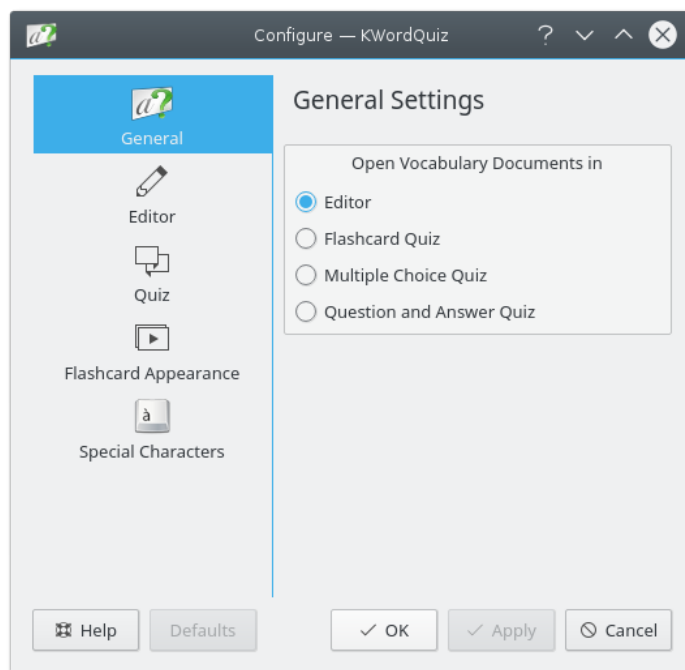 Configure — KWordQuiz
General
Editor
Quiz
Flashcard Appearance
à
Special Characters
General Settings
Open Vocabulary Documents in
Editor
Flashcard Quiz
Multiple Choice Quiz
Question and Answer Quiz
Help
Defaults
OK
Apply
Cancel